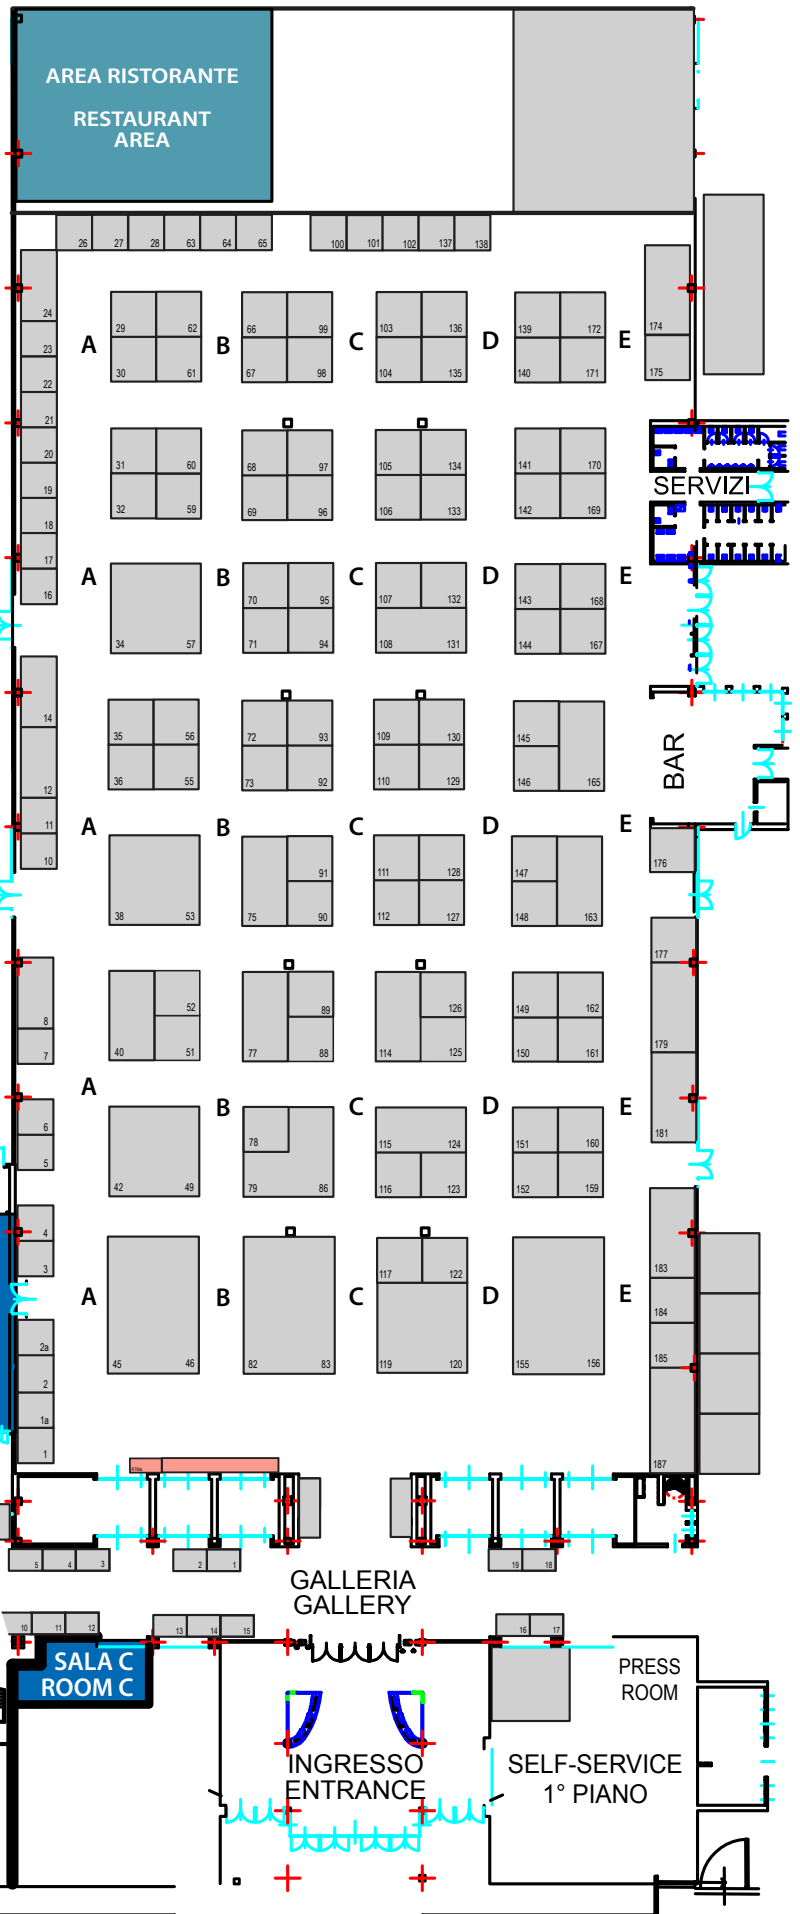 AREA RISTORANTE
RESTAURANT
AREA
26 27 28 63 64 65 100 101 102 137 138
24
23
22
21
20
19
18
17
16
A B C D E
29 62 66 99 103 136 139 172 174
30 61 67 98 104 135 140 171 175
31 60 68 97 105 134 141 170
32 59 69 96 106 133 142 169
SERVIZI
A B C D E
70 95 107 132 143 168
34 57 71 94 108 131 144 167
14
12
11
10
35 56 72 93 109 130 145
36 55 73 92 110 129 146 165
BAR
A B C D E
91 111 128 147 176
38 53 75 90 112 127 148 163
8
7
52 89 126 149 162 177
40 51 77 88 114 125 150 161 179
A B C D E
6
5
78 115 124 151 160 181
42 49 79 86 116 123 152 159
4
3
A B C D E
117 122 183
184
185
45 46 82 83 119 120 155 156
187
2a
2
1a
1
5 4 3 2 1 19 18
GALLERIA
GALLERY
10 11 12 13 14 15 16 17
SALA C
ROOM C
PRESS
ROOM
INGRESSO
ENTRANCE
SELF-SERVICE
1° PIANO